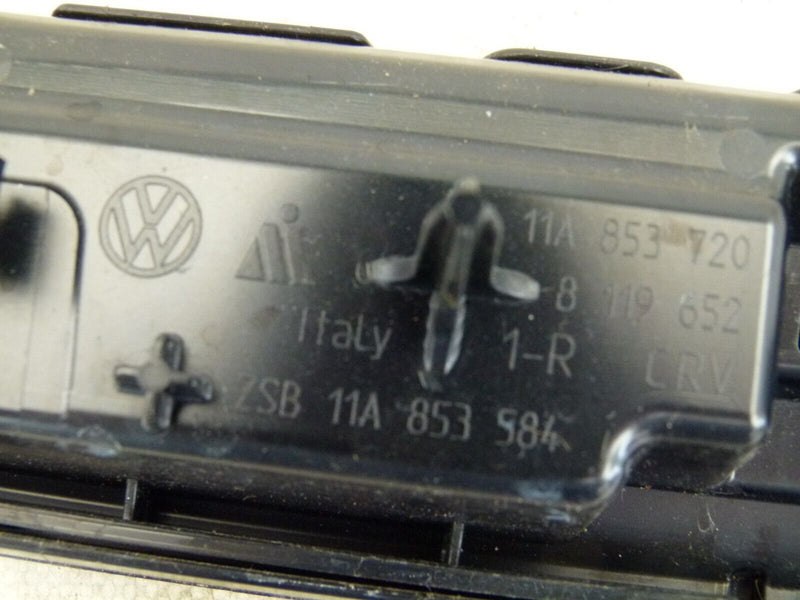 11A 853 720
8 119 652
Italy 1-R CRV
ZSB 11A 853 584